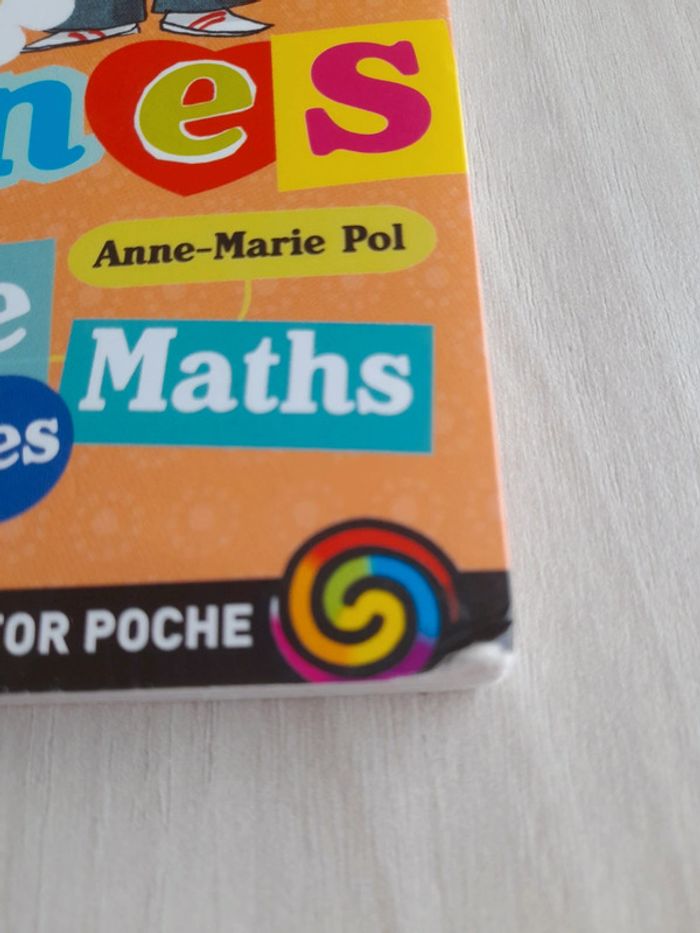 nes
Anne-Marie Pol
e Maths
es
TOR POCHE